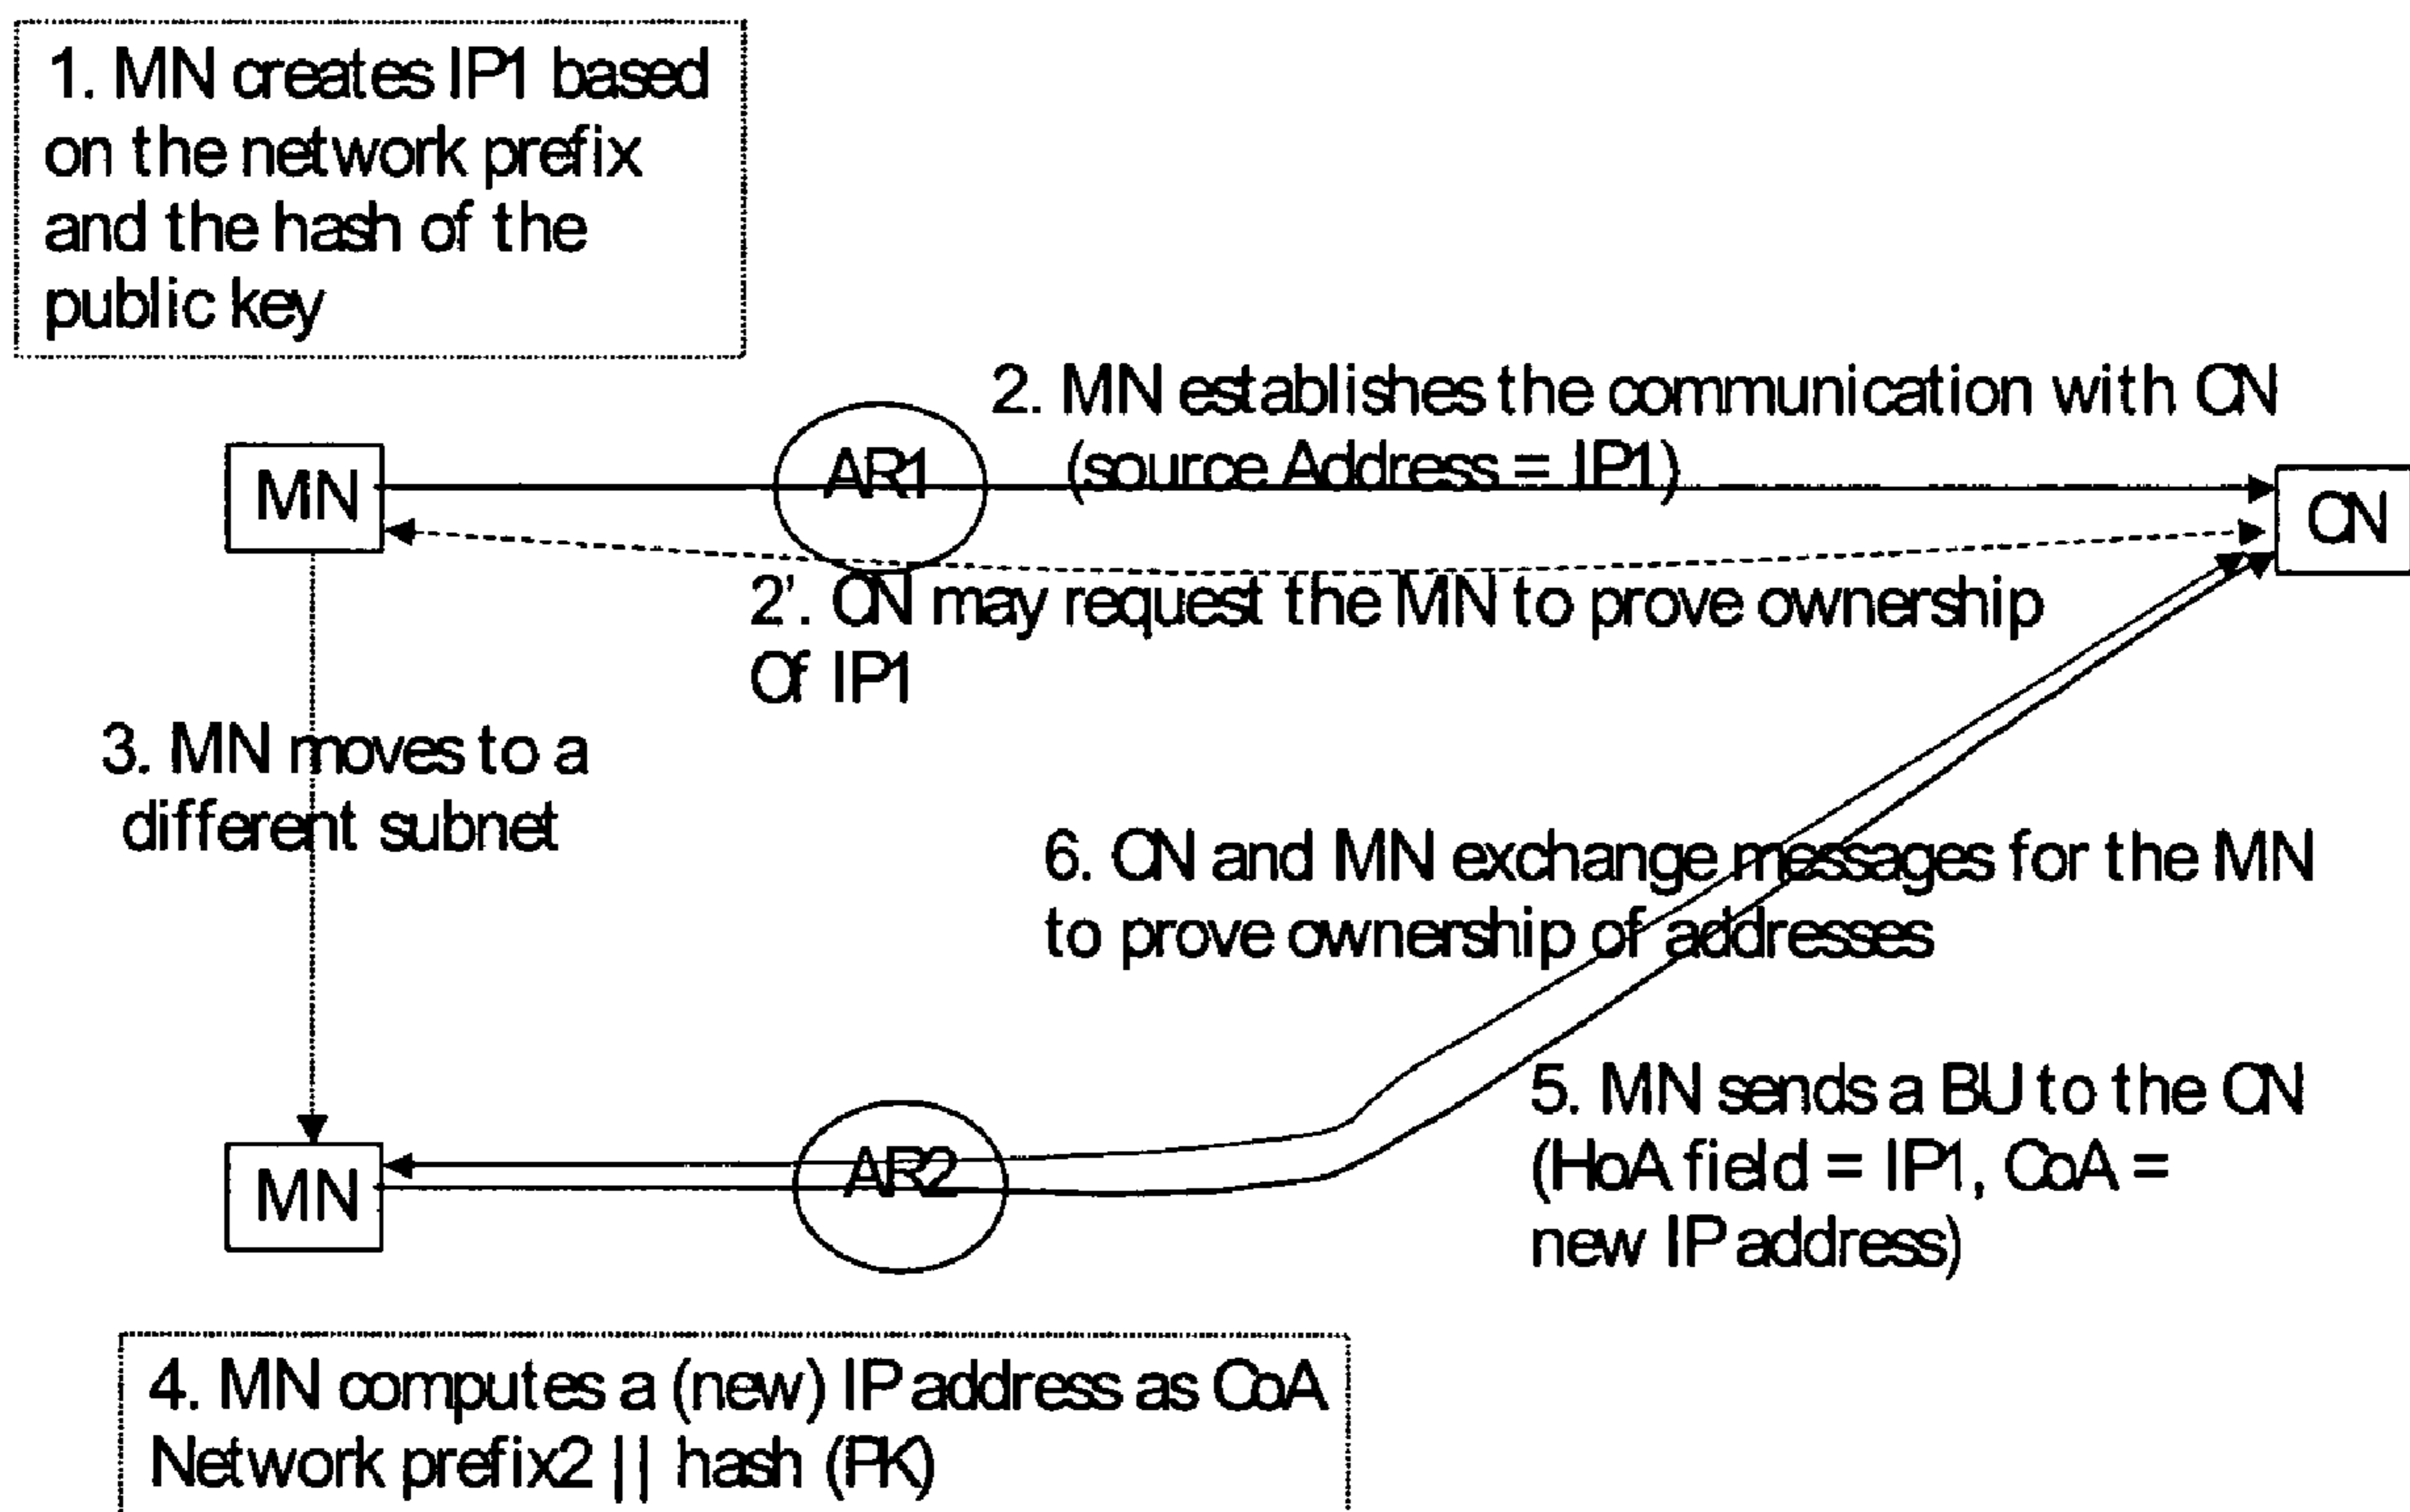 1. MN creates IP1 based
on the network prefix
and the hash of the
public key
2. MN establishes the communication with CN
(source Address = IP1)
AR1
MN
CN
2'. CN may request the MN to prove ownership
Of IP1
3. MN moves to a
different subnet
6. CN and MN exchange messages for the MN
to prove ownership of addresses
5. MN sends a BU to the CN
(HoA field = IP1, CoA =
new IP address)
AR2
MN
4. MN computes a (new) IP address as CoA
Network prefix2 || hash (PK)